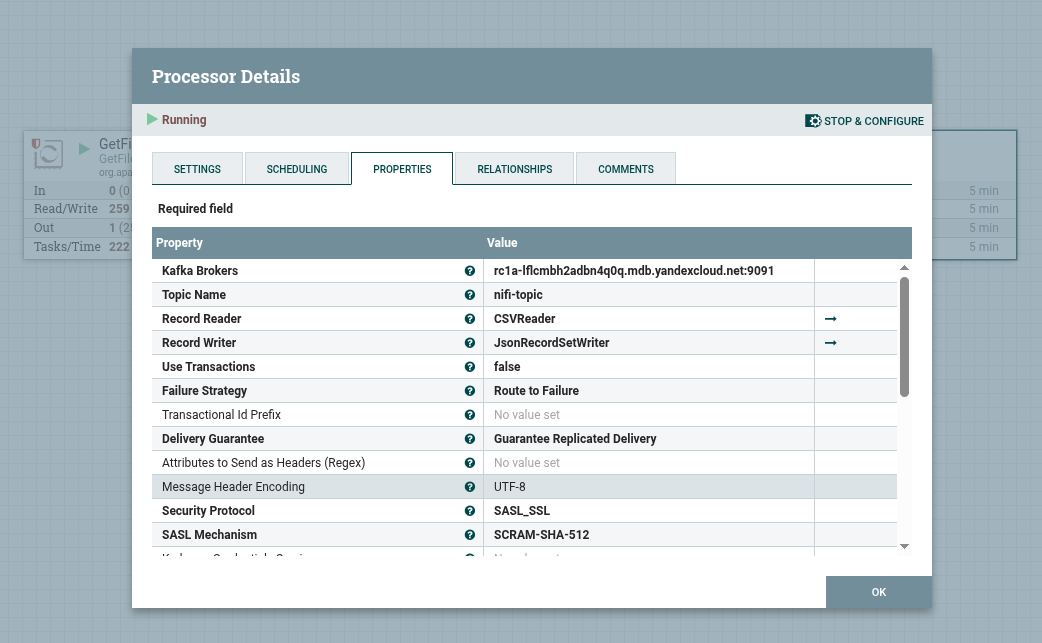 Processor Details
Running
STOP & CONFIGURE
GetFi
GetFile
org.apa
In 0 (0
5 min
Read/Write 259
5 min
Out 1 (2
5 min
Tasks/Time 222
5 min
SETTINGS SCHEDULING PROPERTIES RELATIONSHIPS COMMENTS
Required field
Property Value
Kafka Brokers rc1a-lflcmbh2adbn4q0q.mdb.yandexcloud.net:9091
Topic Name nifi-topic
Record Reader CSVReader
Record Writer JsonRecordSetWriter
Use Transactions false
Failure Strategy Route to Failure
Transactional Id Prefix No value set
Delivery Guarantee Guarantee Replicated Delivery
Attributes to Send as Headers (Regex) No value set
Message Header Encoding UTF-8
Security Protocol SASL_SSL
SASL Mechanism SCRAM-SHA-512
OK